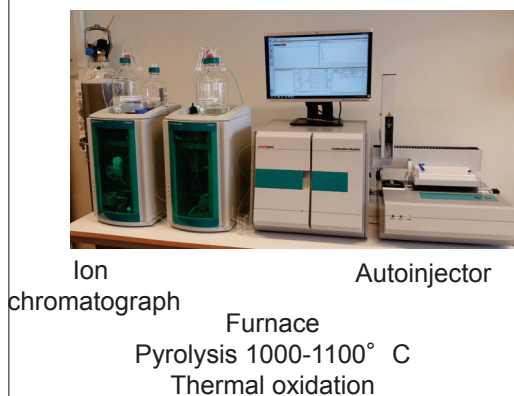 Ion
chromatograph
Autoinjector
Furnace
Pyrolysis 1000-1100° C
Thermal oxidation